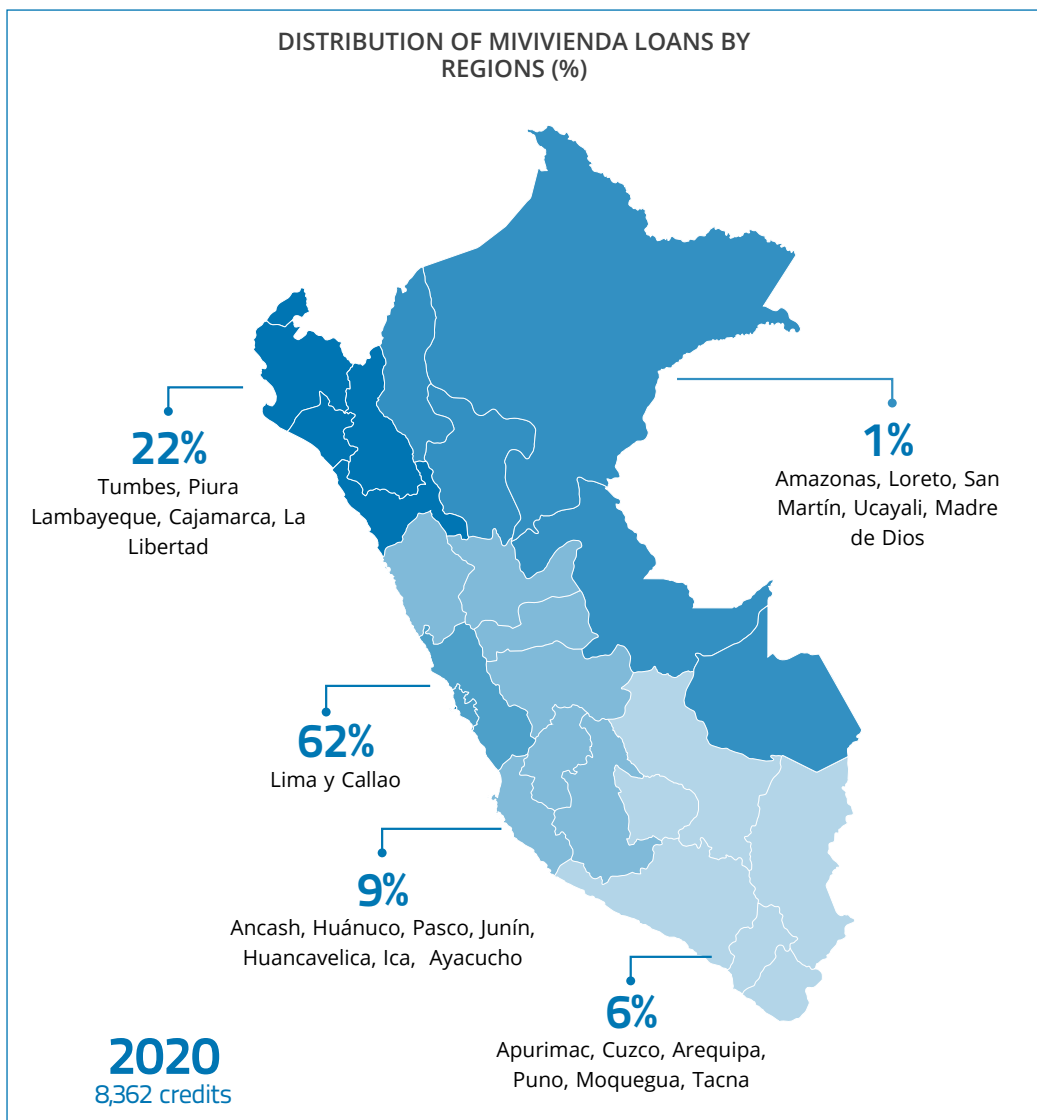 DISTRIBUTION OF MIVIVIENDA LOANS BY
REGIONS (%)
22%
Tumbes, Piura
Lambayeque, Cajamarca, La
Libertad
1%
Amazonas, Loreto, San
Martín, Ucayali, Madre
de Dios
62%
Lima y Callao
9%
Ancash, Huánuco, Pasco, Junín,
Huancavelica, Ica, Ayacucho
6%
Apurimac, Cuzco, Arequipa,
Puno, Moquegua, Tacna
2020
8,362 credits